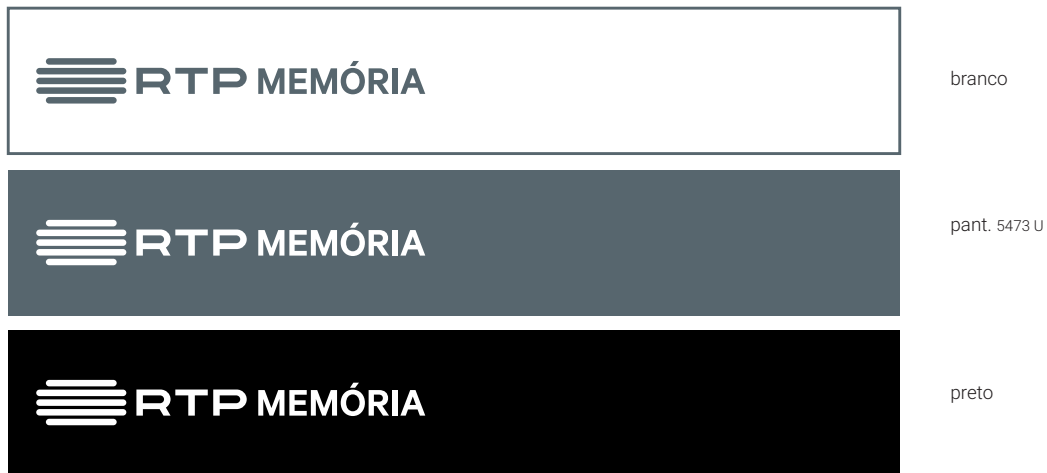 RTP MEMÓRIA
branco
RTP MEMÓRIA
pant. 5473 U
RTP MEMÓRIA
preto